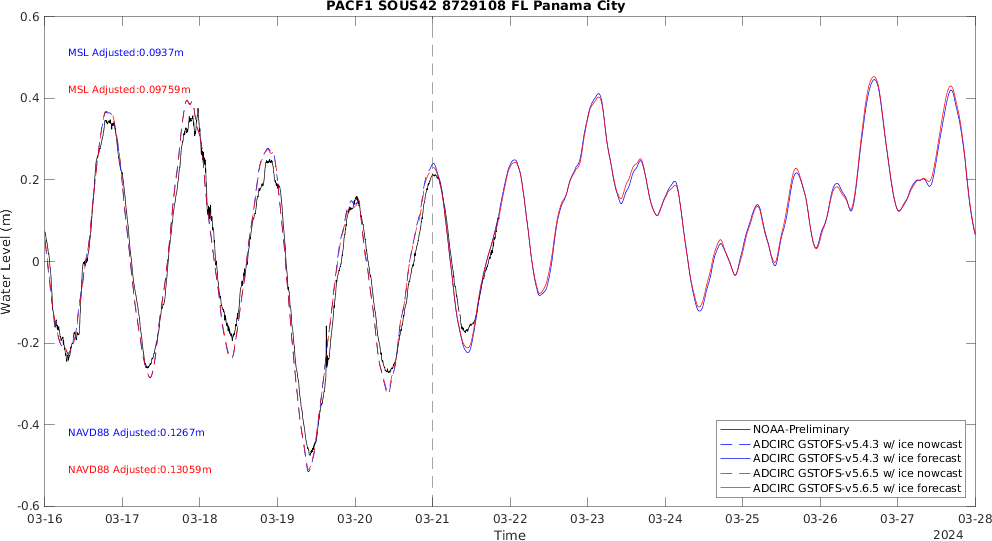 PACF1 SOUS42 8729108 FL Panama City
0.6
0.4
0.2
0
-0.2
-0.4
-0.6
Water Level (m)
MSL Adjusted:0.0937m
MSL Adjusted:0.09759m
NAVD88 Adjusted:0.1267m
NAVD88 Adjusted:0.13059m
NOAA-Preliminary
ADCIRC GSTOFS-v5.4.3 w/ ice nowcast
ADCIRC GSTOFS-v5.4.3 w/ ice forecast
ADCIRC GSTOFS-v5.6.5 w/ ice nowcast
ADCIRC GSTOFS-v5.6.5 w/ ice forecast
03-16 03-17 03-18 03-19 03-20 03-21 03-22 03-23 03-24 03-25 03-26 03-27 03-28
Time
2024